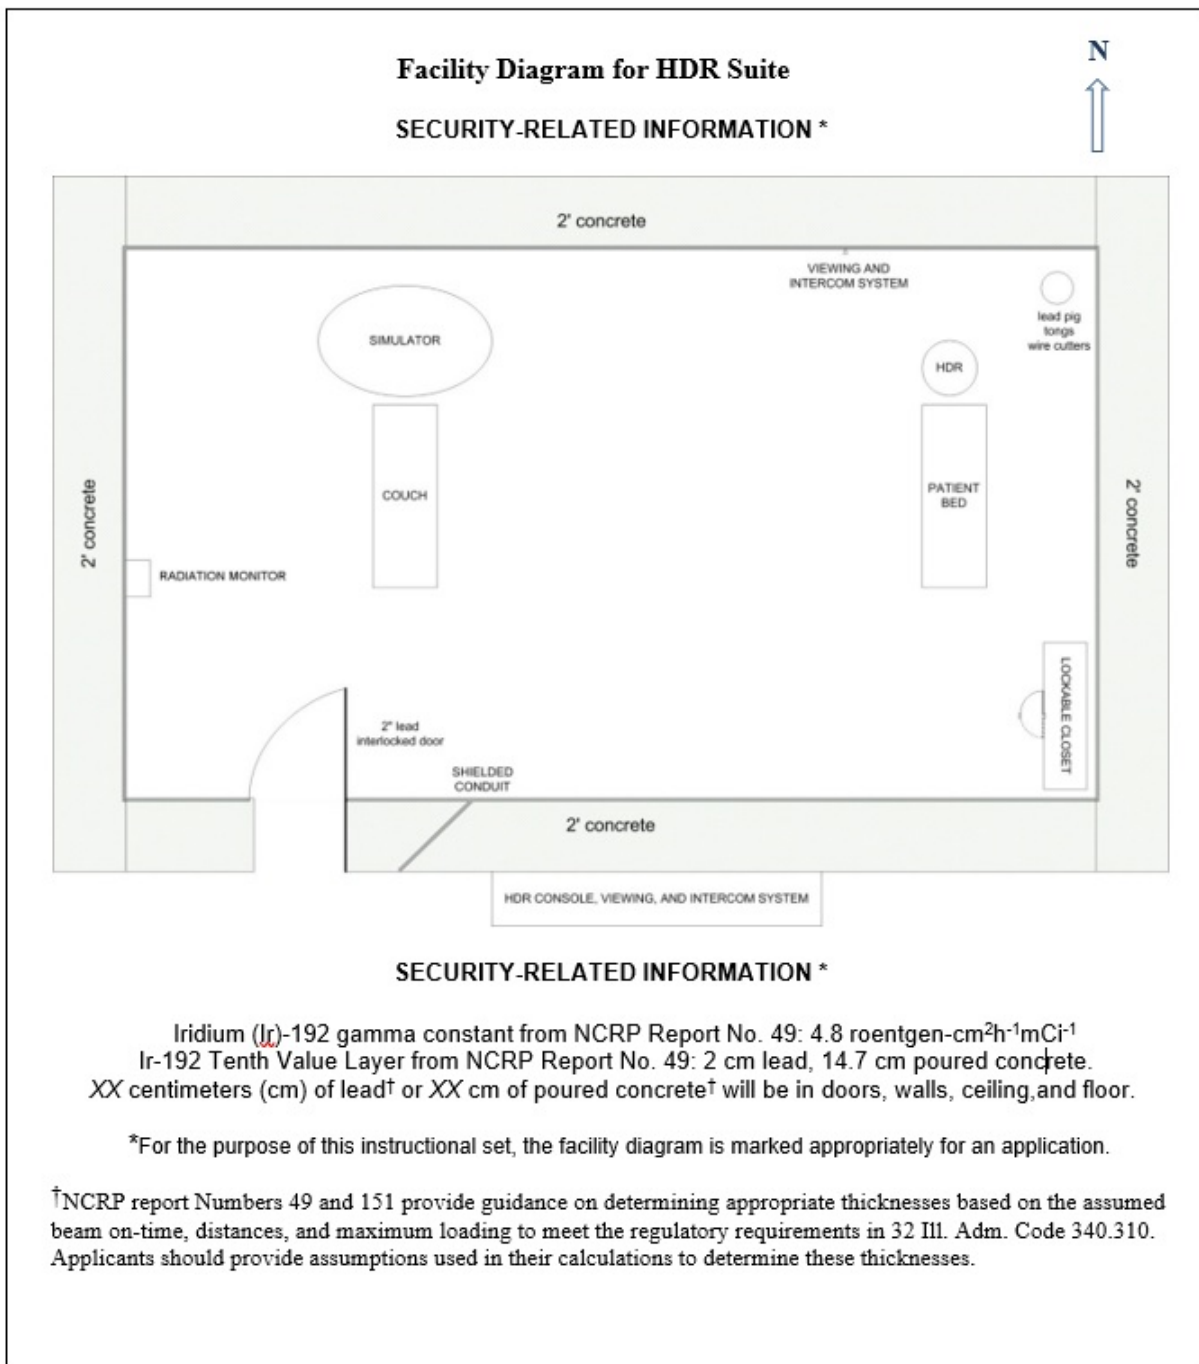 N
Facility Diagram for HDR Suite
SECURITY-RELATED INFORMATION *
2' concrete
VIEWING AND
INTERCOM SYSTEM
lead pig
tongs
wire cutters
SIMULATOR
HDR
COUCH
PATIENT
BED
2' concrete
2' concrete
RADIATION MONITOR
LOCKABLE CLOSET
2" lead
interlocked door
SHIELDED
CONDUIT
2' concrete
HDR CONSOLE, VIEWING, AND INTERCOM SYSTEM
SECURITY-RELATED INFORMATION *
Iridium (Ir)-192 gamma constant from NCRP Report No. 49: 4.8 roentgen-cm²h⁻¹mCi⁻¹
Ir-192 Tenth Value Layer from NCRP Report No. 49: 2 cm lead, 14.7 cm poured concrete.
XX centimeters (cm) of lead† or XX cm of poured concrete† will be in doors, walls, ceiling,and floor.
*For the purpose of this instructional set, the facility diagram is marked appropriately for an application.
†NCRP report Numbers 49 and 151 provide guidance on determining appropriate thicknesses based on the assumed
beam on-time, distances, and maximum loading to meet the regulatory requirements in 32 Ill. Adm. Code 340.310.
Applicants should provide assumptions used in their calculations to determine these thicknesses.